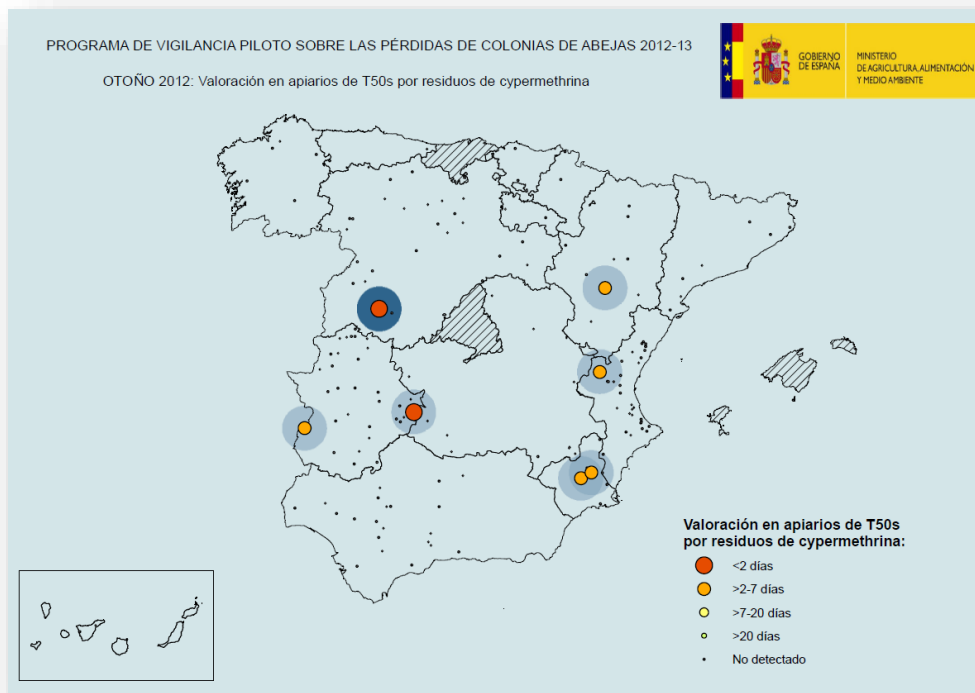 PROGRAMA DE VIGILANCIA PILOTO SOBRE LAS PÉRDIDAS DE COLONIAS DE ABEJAS 2012-13
OTOÑO 2012: Valoración en apiarios de T50s por residuos de cypermethrina
GOBIERNO
DE ESPAÑA
MINISTERIO
DE AGRICULTURA, ALIMENTACIÓN
Y MEDIO AMBIENTE
Valoración en apiarios de T50s
por residuos de cypermethrina:
<2 días
>2-7 días
>7-20 días
>20 días
No detectado